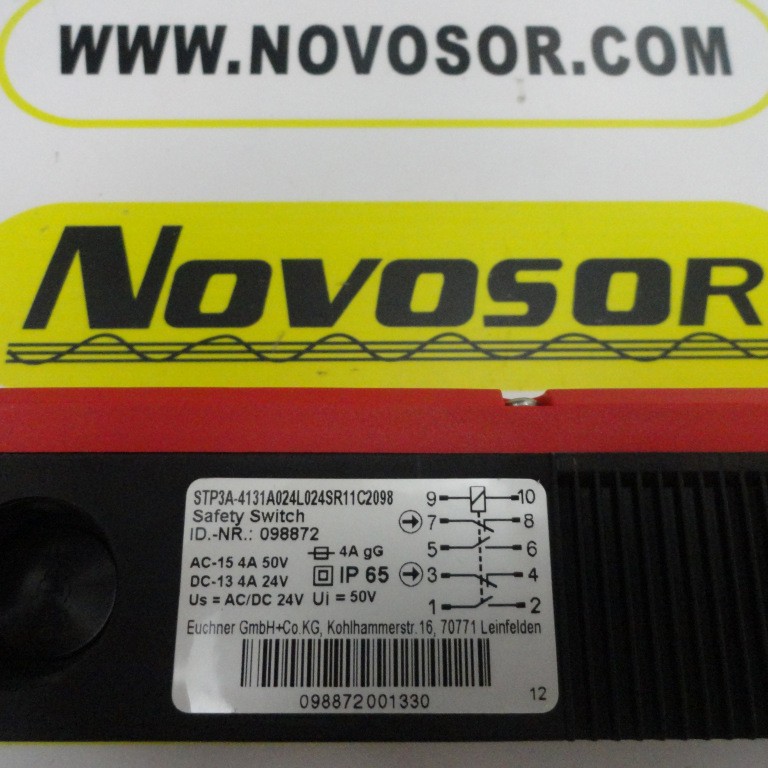 WWW.NOVOSOR.COM
NOVOSOR
STP3A-4131A024L024SR11C2098
Safety Switch
ID.-NR.: 098872
AC-15 4A 50V
4A gG
DC-13 4A 24V
IP 65
Us = AC/DC 24V Ui = 50V
9 10
7 8
5 6
3 4
1 2
Euchner GmbH+Co.KG, Kohlhammerstr.16, 70771 Leinfelden
098872001330
12